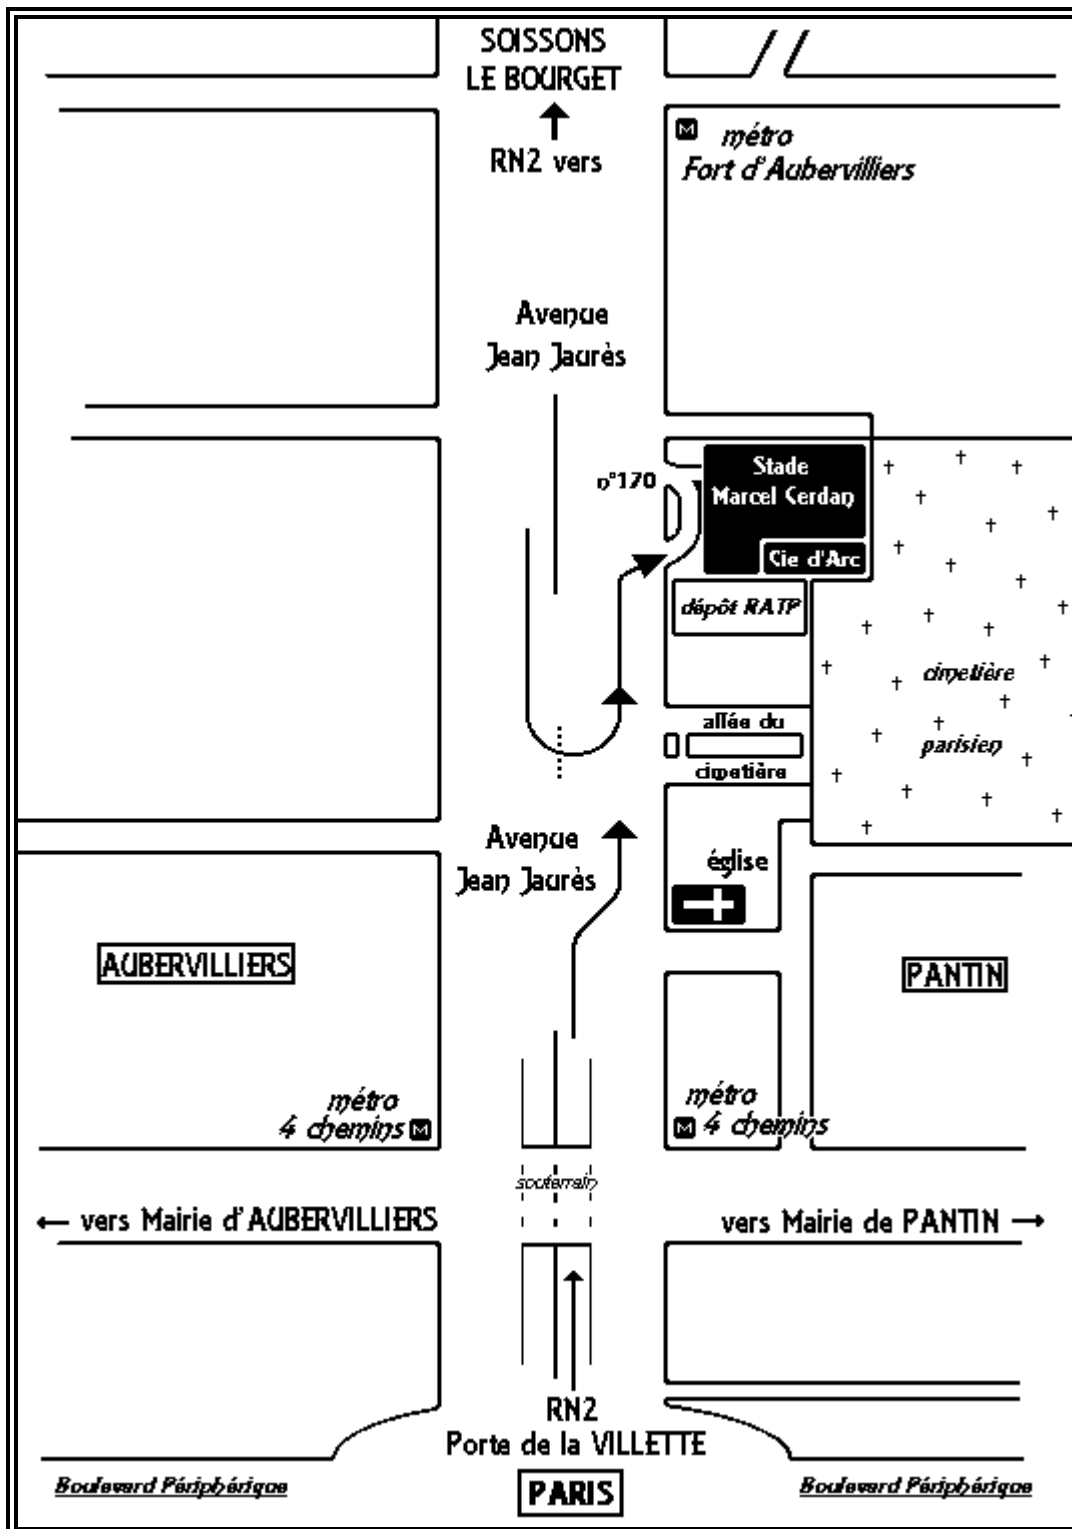 SOISSONS
LE BOURGET
RN2 vers
M métro
Fort d'Aubervilliers
Avenue
Jean Jaurès
n°170
Stade
Marcel Cerdan
Cie d'Arc
dépôt RATP
cimetière
parisien
allée du
cimetière
Avenue
Jean Jaurès
église
AUBERVILLIERS
PANTIN
métro
4 chemins M
métro
M 4 chemins
souterrain
← vers Mairie d'AUBERVILLIERS
vers Mairie de PANTIN →
RN2
Porte de la VILLETTE
Boulevard Périphérique
PARIS
Boulevard Périphérique